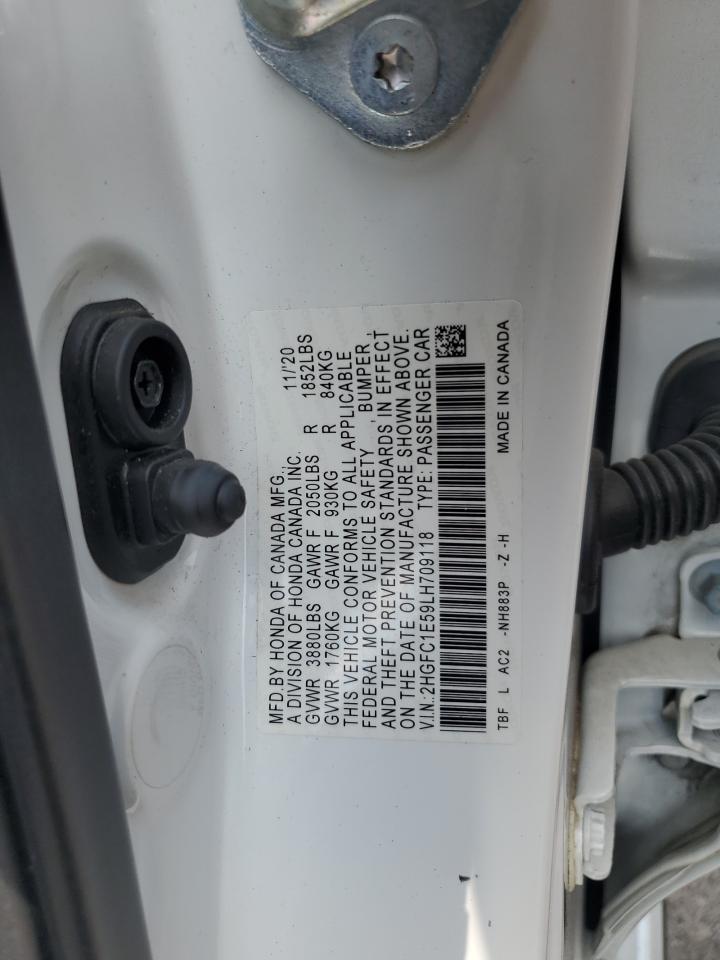 MFD.BY HONDA OF CANADA MFG. 11/'20
A DIVISION OF HONDA CANADA INC.
GVWR 3880LBS GAWR F 2050LBS R 1852LBS
GVWR 1760KG GAWR F 930KG R 840KG
THIS VEHICLE CONFORMS TO ALL APPLICABLE
FEDERAL MOTOR VEHICLE SAFETY , BUMPER ,
AND THEFT PREVENTION STANDARDS IN EFFECT
ON THE DATE OF MANUFACTURE SHOWN ABOVE.
V.I.N.:2HGFC1E59LH709118 TYPE: PASSENGER CAR
TBF L AC2 -NH883P -Z -H MADE IN CANADA